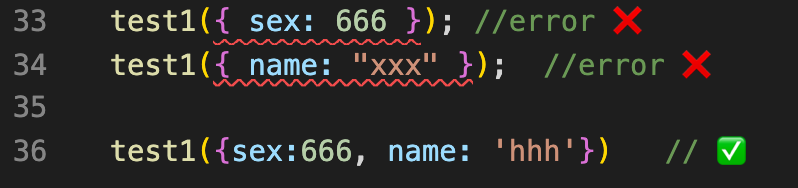 33 test1({ sex: 666 }); //error ❌
34 test1({ name: "xxx" }); //error ❌
35
36 test1({sex:666, name: 'hhh'}) // ✅